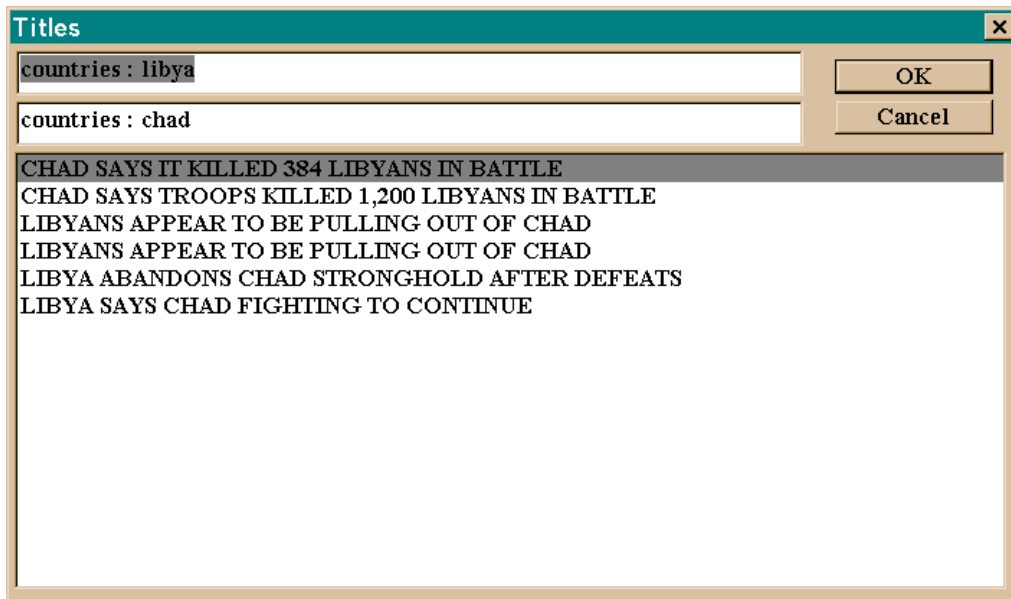 Titles
countries : libya
OK
countries : chad
Cancel
CHAD SAYS IT KILLED 384 LIBYANS IN BATTLE
CHAD SAYS TROOPS KILLED 1,200 LIBYANS IN BATTLE
LIBYANS APPEAR TO BE PULLING OUT OF CHAD
LIBYANS APPEAR TO BE PULLING OUT OF CHAD
LIBYA ABANDONS CHAD STRONGHOLD AFTER DEFEATS
LIBYA SAYS CHAD FIGHTING TO CONTINUE